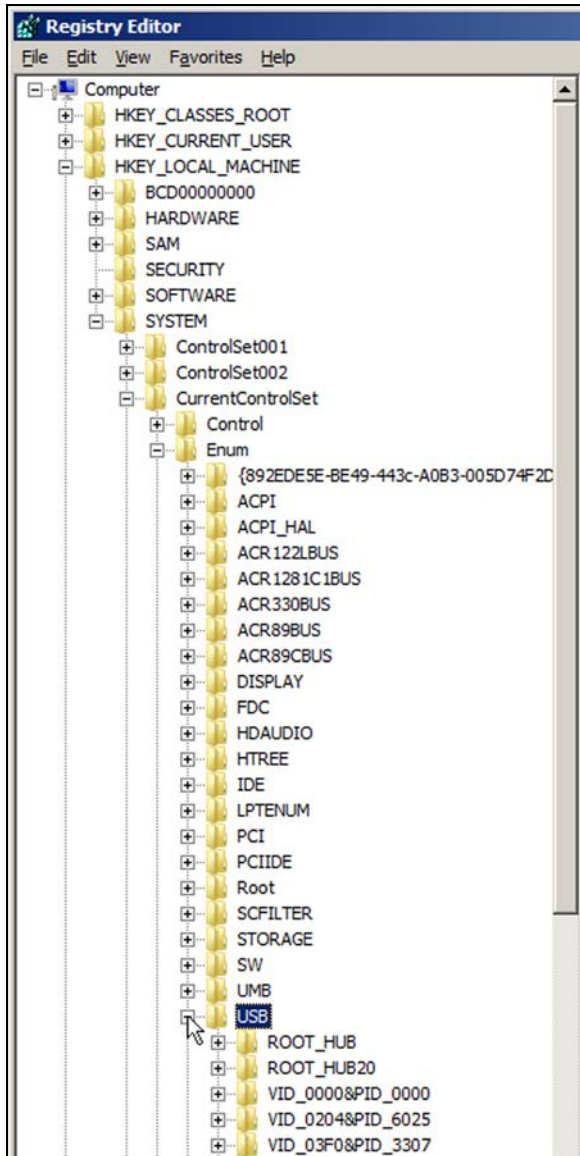 Registry Editor
File Edit View Favorites Help
Computer
HKEY_CLASSES_ROOT
HKEY_CURRENT_USER
HKEY_LOCAL_MACHINE
BCD00000000
HARDWARE
SAM
SECURITY
SOFTWARE
SYSTEM
ControlSet001
ControlSet002
CurrentControlSet
Control
Enum
{892EDE5E-BE49-443c-A0B3-005D74F2D
ACPI
ACPI_HAL
ACR122LBUS
ACR1281C1BUS
ACR330BUS
ACR89BUS
ACR89CBUS
DISPLAY
FDC
HDAUDIO
HTREE
IDE
LPTENUM
PCI
PCIIDE
Root
SCFILTER
STORAGE
SW
UMB
USB
ROOT_HUB
ROOT_HUB20
VID_0000&PID_0000
VID_0204&PID_6025
VID_03F0&PID_3307